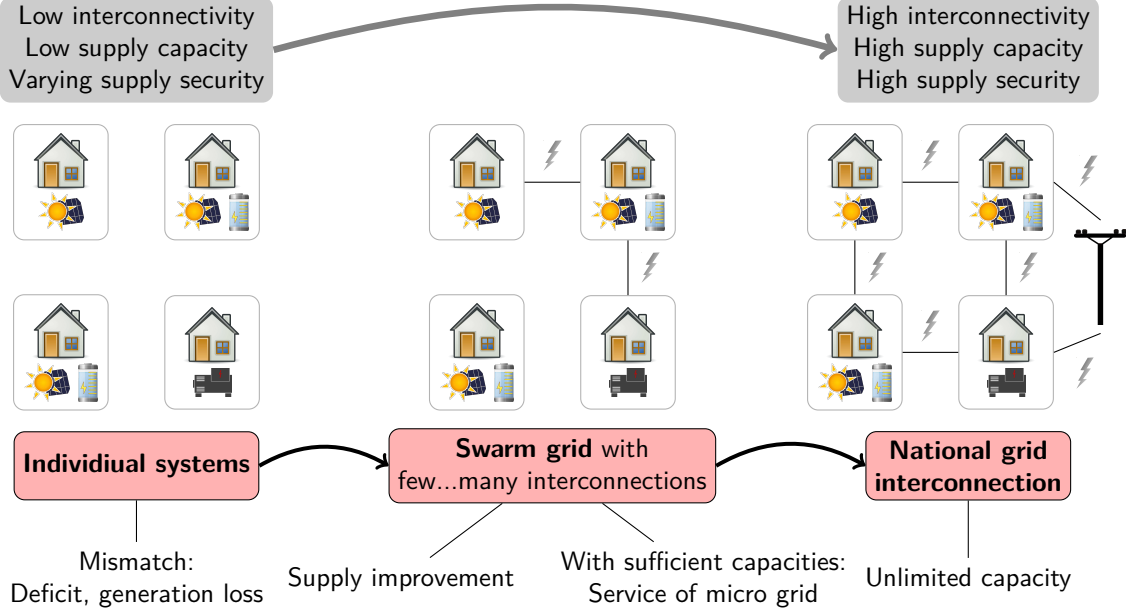 Low interconnectivity
Low supply capacity
Varying supply security
High interconnectivity
High supply capacity
High supply security
Individiual systems
Swarm grid with
few...many interconnections
National grid
interconnection
Mismatch:
Deficit, generation loss
Supply improvement
With sufficient capacities:
Service of micro grid
Unlimited capacity